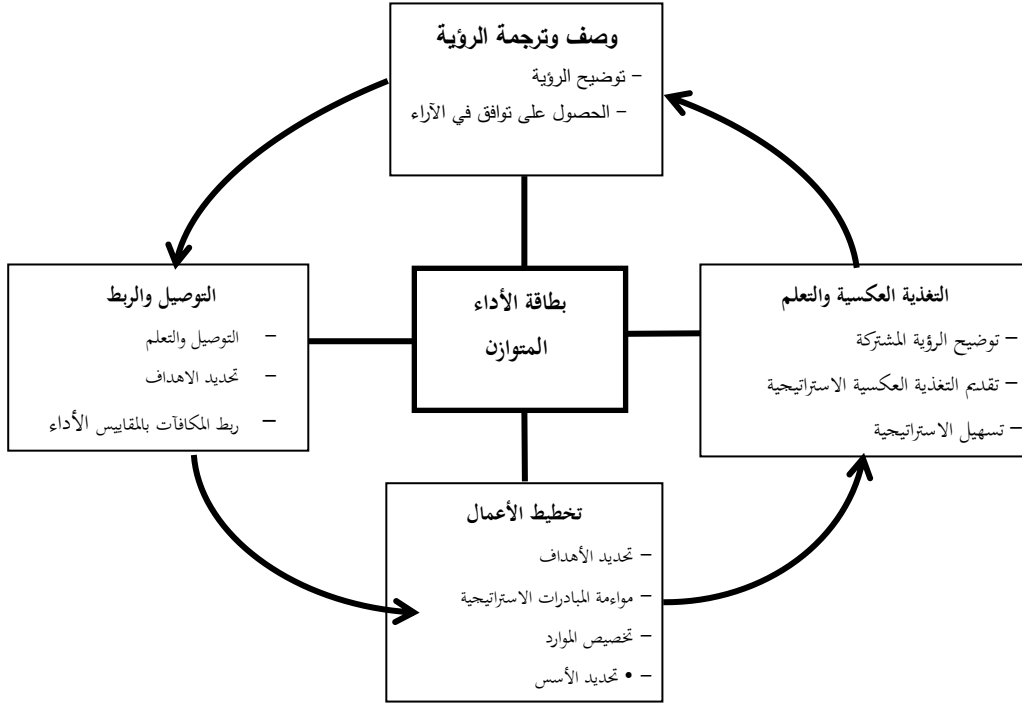 وصف وترجمة الرؤية
– توضيح الرؤية
– الحصول على توافق في الآراء
التغذية العكسية والتعلم
– توضيح الرؤية المشتركة
– تقديم التغذية العكسية الاستراتيجية
– تسهيل الاستراتيجية
بطاقة الأداء
المتوازن
التوصيل والربط
– التوصيل والتعلم
– تحديد الاهداف
– ربط المكافآت بالمقاييس الأداء
تخطيط الأعمال
– تحديد الأهداف
– مواءمة المبادرات الاستراتيجية
– تخصيص الموارد
– • تحديد الأسس